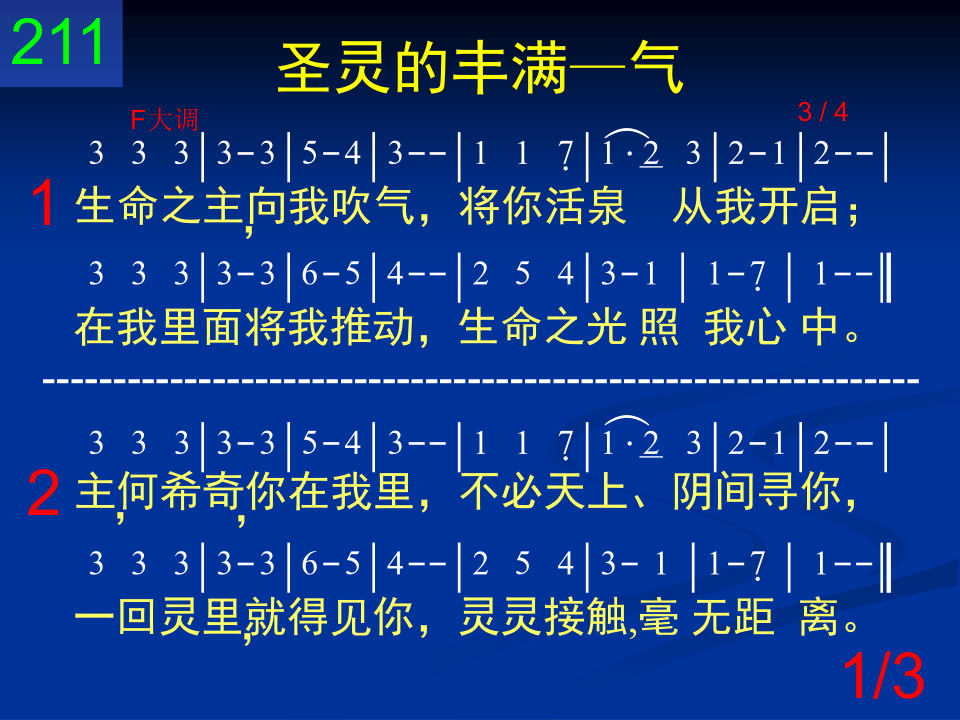 211
圣灵的丰满—气
F大调
3 / 4
3 3 3|3-3|5-4|3--|1 1 7̣|1·2 3|2-1|2--|
1
生命之主,向我吹气，将你活泉 从我开启；
3 3 3|3-3|6-5|4--|2 5 4|3-1|1-7̣|1--‖
在我里面将我推动，生命之光 照 我心 中。
--------------------------------------------------------------
3 3 3|3-3|5-4|3--|1 1 7̣|1·2 3|2-1|2--|
2
主,何希奇,你在我里，不必天上、阴间寻你，
3 3 3|3-3|6-5|4--|2 5 4|3- 1|1-7̣|1--‖
一回灵里,就得见你，灵灵接触,毫 无距 离。
1/3